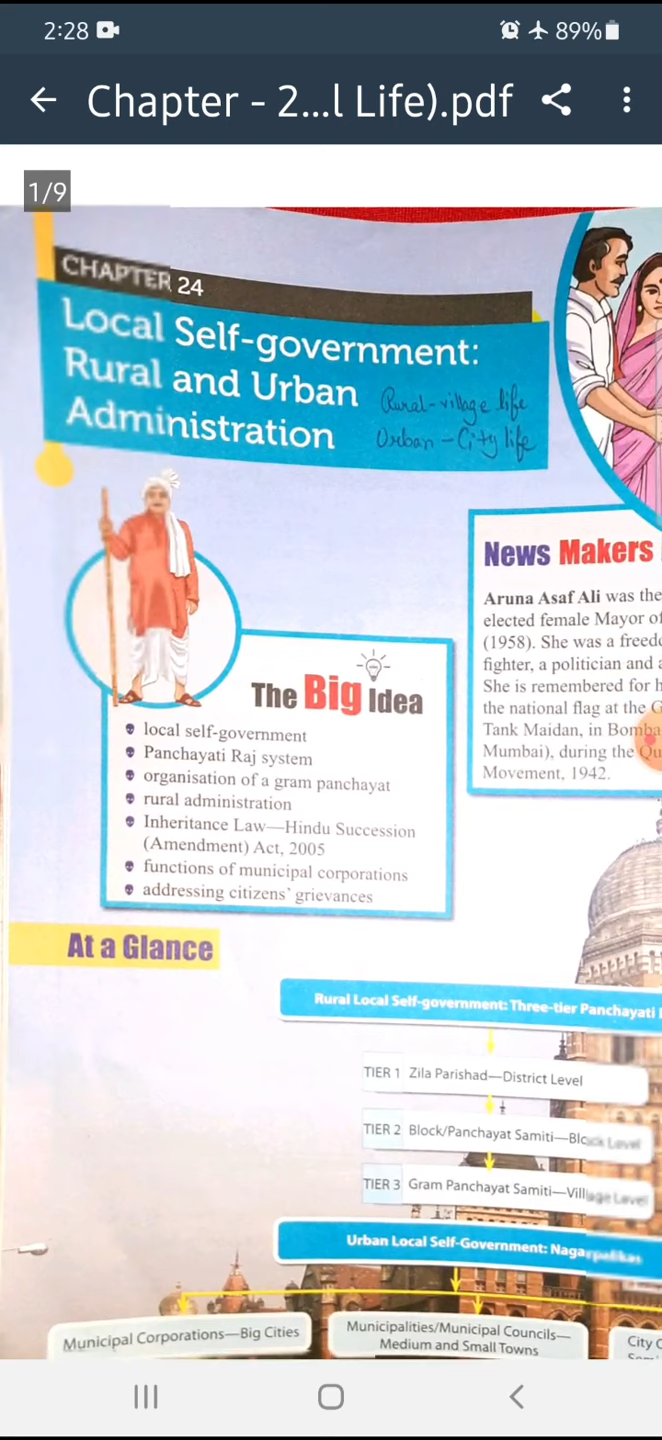 2:28
89%
Chapter - 2...l Life).pdf
1/9
CHAPTER 24
Local Self-government:
Rural and Urban
Administration
Rural-village life
Urban - City life
News Makers
Aruna Asaf Ali was the
elected female Mayor of
(1958). She was a freed
fighter, a politician and a
She is remembered for h
the national flag at the G
Tank Maidan, in Bomba
Mumbai), during the Qu
Movement, 1942.
The Big Idea
local self-government
Panchayati Raj system
organisation of a gram panchayat
rural administration
Inheritance Law—Hindu Succession
(Amendment) Act, 2005
functions of municipal corporations
addressing citizens' grievances
At a Glance
Rural Local Self-government: Three-tier Panchayati
TIER 1 Zila Parishad—District Level
TIER 2 Block/Panchayat Samiti—Block Level
TIER 3 Gram Panchayat Samiti—Village Level
Urban Local Self-Government: Nagarpalikas
Municipal Corporations—Big Cities
Municipalities/Municipal Councils—
Medium and Small Towns
City C